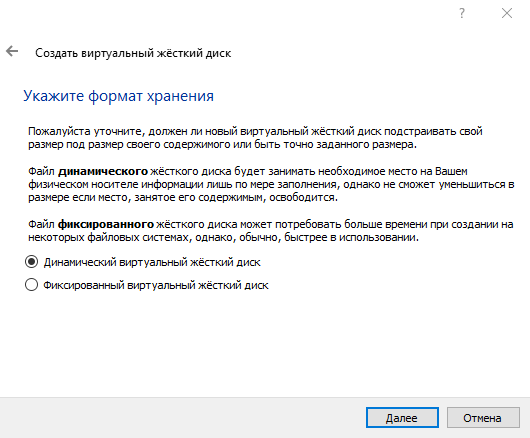 ?
Создать виртуальный жёсткий диск
Укажите формат хранения
Пожалуйста уточните, должен ли новый виртуальный жёсткий диск подстраивать свой
размер под размер своего содержимого или быть точно заданного размера.
Файл динамического жёсткого диска будет занимать необходимое место на Вашем
физическом носителе информации лишь по мере заполнения, однако не сможет уменьшиться в
размере если место, занятое его содержимым, освободится.
Файл фиксированного жёсткого диска может потребовать больше времени при создании на
некоторых файловых системах, однако, обычно, быстрее в использовании.
Динамический виртуальный жёсткий диск
Фиксированный виртуальный жёсткий диск
Далее Отмена